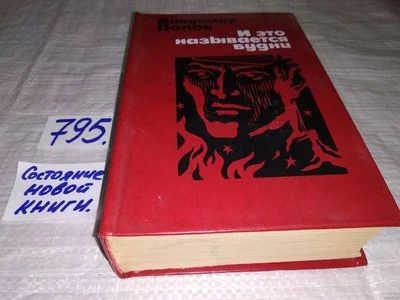 Владимир
Попов
И это
называется
будни
795.
Состояние
новой
книги.